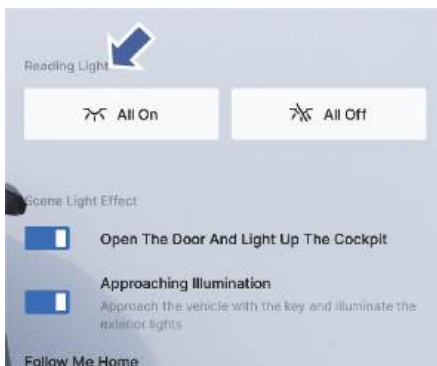 Reading Light
All On
All Off
Scene Light Effect
Open The Door And Light Up The Cockpit
Approaching Illumination
Approach the vehicle with the key and illuminate the
exterior lights
Follow Me Home